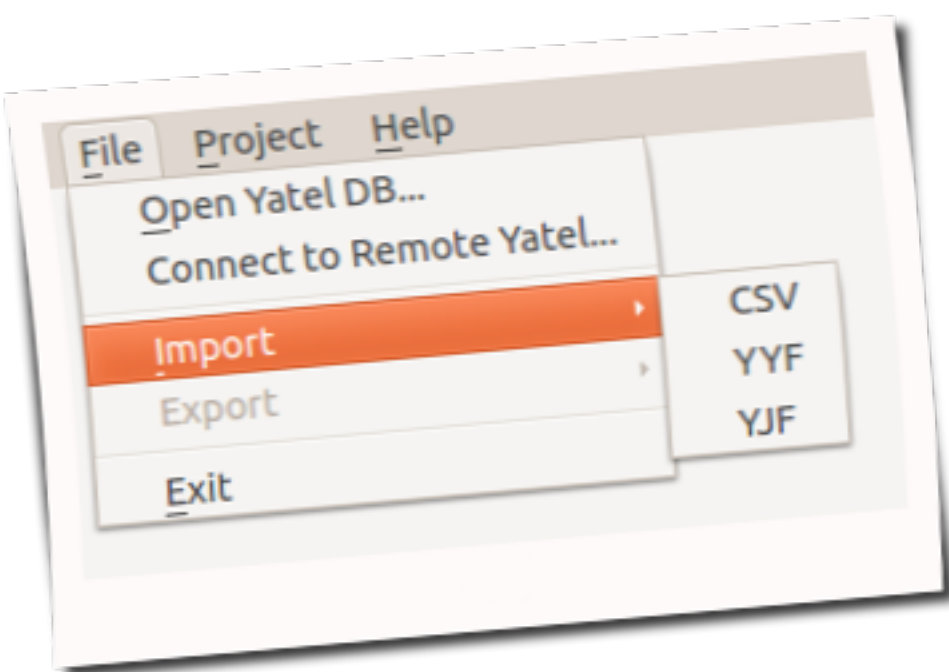 File Project Help
Open Yatel DB...
Connect to Remote Yatel...
Import
Export
Exit
CSV
YYF
YJF